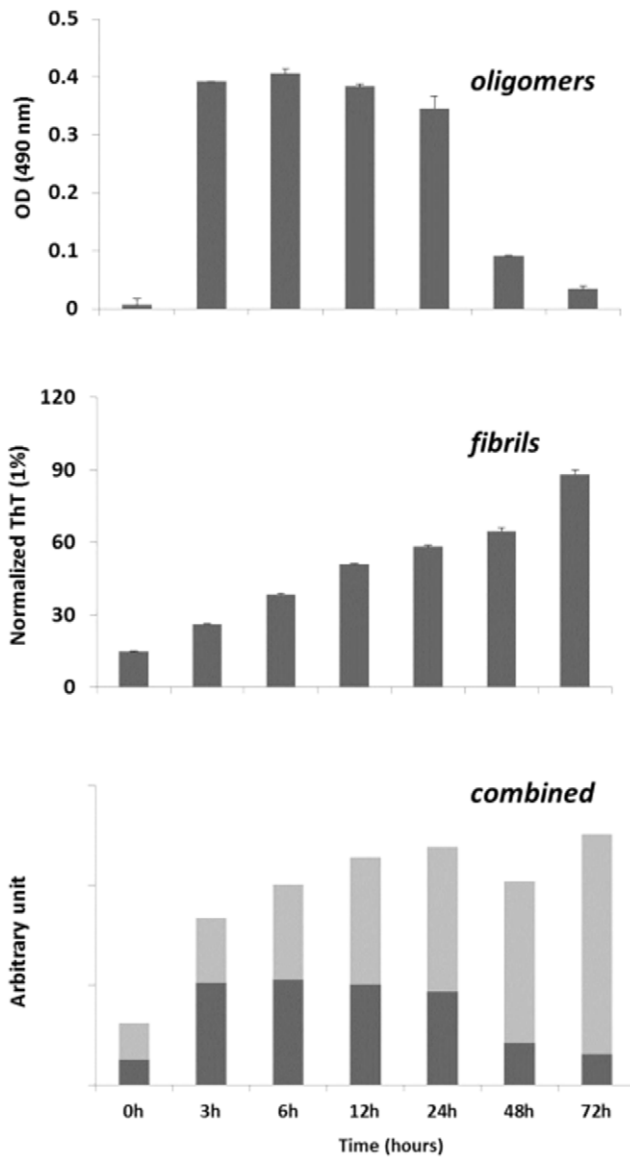 0.5
oligomers
0.4
0.3
0.2
0.1
0
OD (490 nm)
120
fibrils
90
60
30
0
Normalized ThT (1%)
combined
Arbitrary unit
0h 3h 6h 12h 24h 48h 72h
Time (hours)